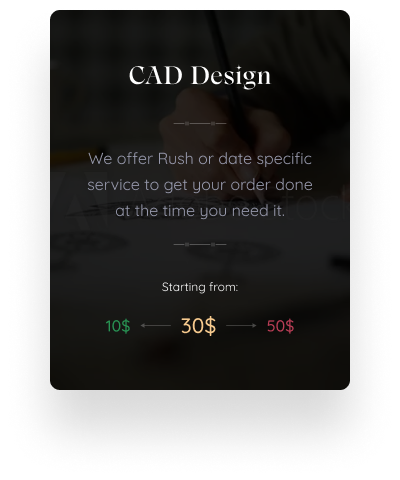 CAD Design
We offer Rush or date specific
service to get your order done
at the time you need it.
Starting from:
10$ 30$ 50$